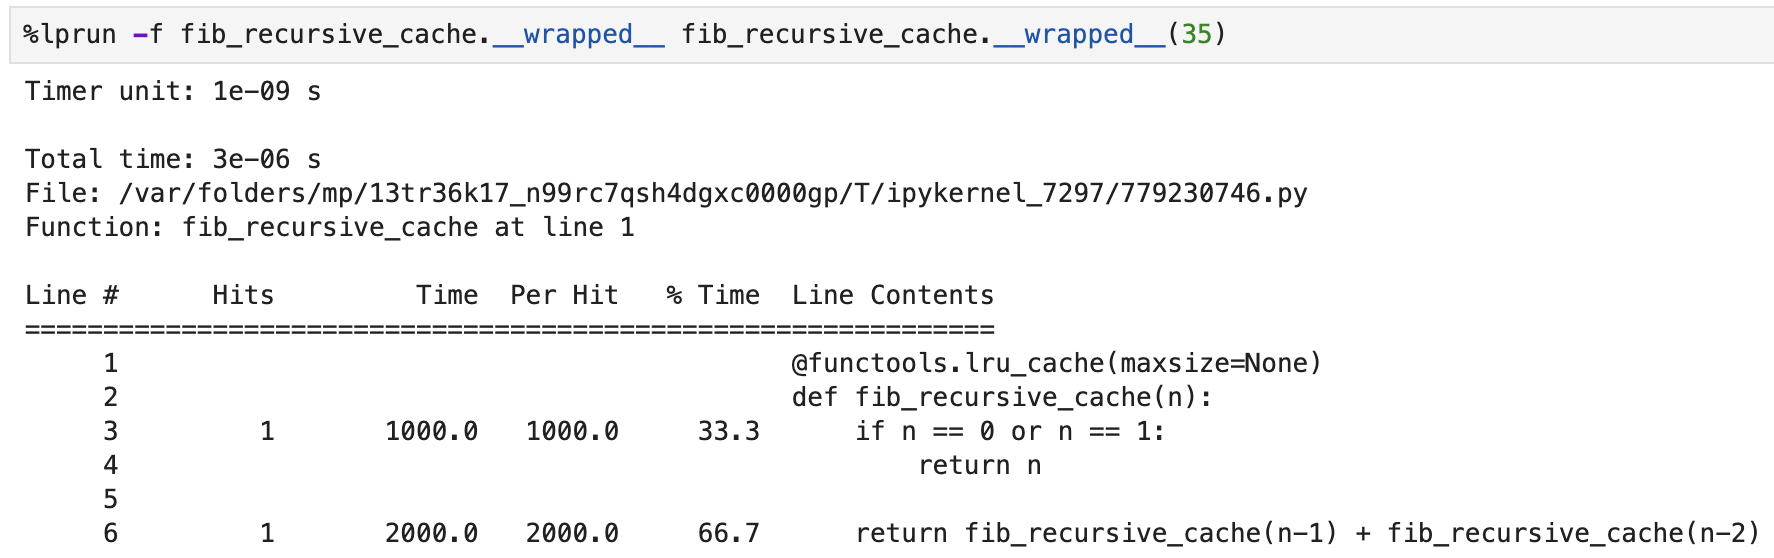 %lprun -f fib_recursive_cache.__wrapped__ fib_recursive_cache.__wrapped__(35)
Timer unit: 1e-09 s

Total time: 3e-06 s
File: /var/folders/mp/13tr36k17_n99rc7qsh4dgxc0000gp/T/ipykernel_7297/779230746.py
Function: fib_recursive_cache at line 1

Line #      Hits         Time  Per Hit   % Time  Line Contents
==============================================================
     1                                           @functools.lru_cache(maxsize=None)
     2                                           def fib_recursive_cache(n):
     3         1       1000.0   1000.0     33.3      if n == 0 or n == 1:
     4                                                   return n
     5
     6         1       2000.0   2000.0     66.7      return fib_recursive_cache(n-1) + fib_recursive_cache(n-2)